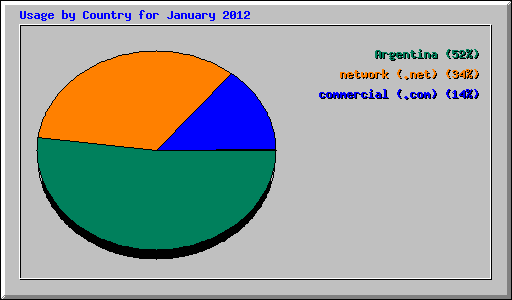 Usage by Country for January 2012
Argentina (52%)
network (.net) (34%)
commercial (.com) (14%)